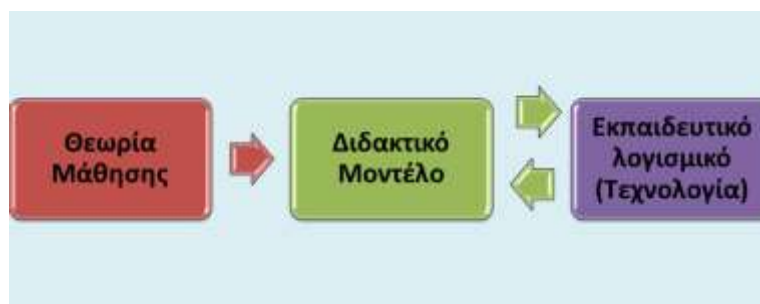 Θεωρία
Μάθησης
Διδακτικό
Μοντέλο
Εκπαιδευτικό
λογισμικό
(Τεχνολογία)